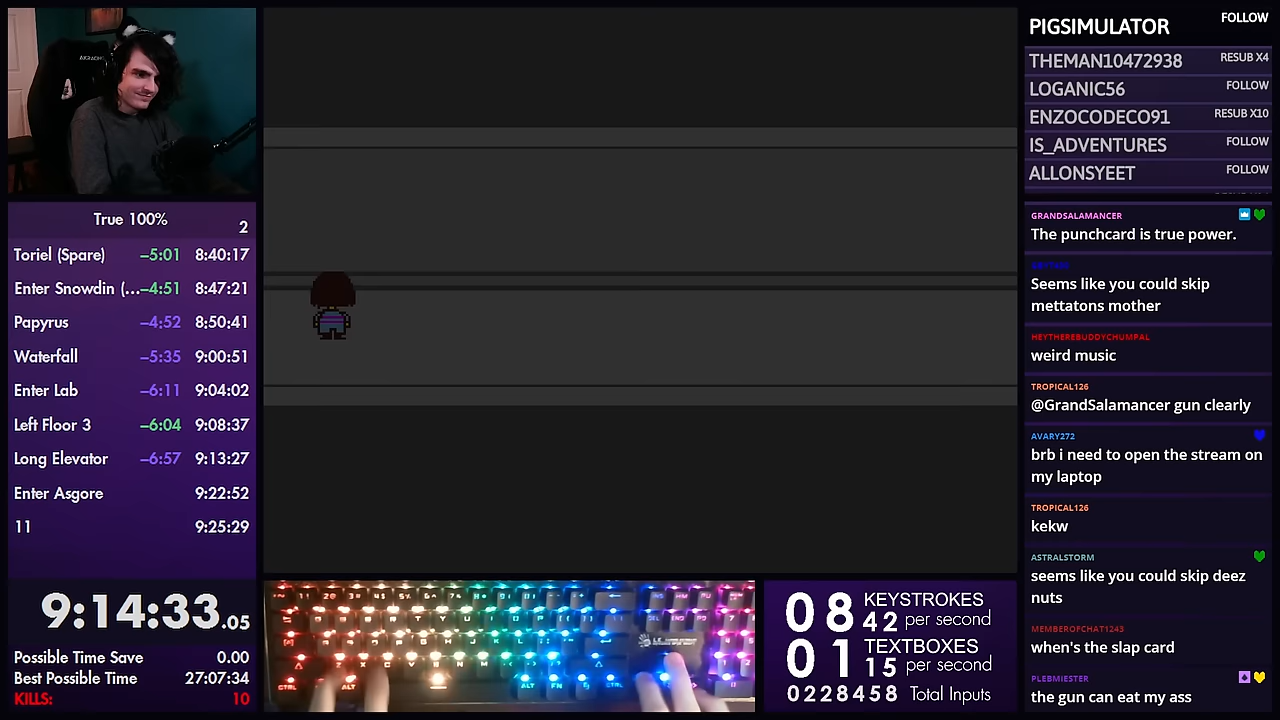 AKRACING
True 100%
2
Toriel (Spare) −5:01 8:40:17
Enter Snowdin (...−4:51 8:47:21
Papyrus −4:52 8:50:41
Waterfall −5:35 9:00:51
Enter Lab −6:11 9:04:02
Left Floor 3 −6:04 9:08:37
Long Elevator −6:57 9:13:27
Enter Asgore 9:22:52
11 9:25:29
9:14:33.05
Possible Time Save 0.00
Best Possible Time 27:07:34
KILLS: 10
CTRL ALT ALT FN CTRL
08 KEYSTROKES
42 per second
01 TEXTBOXES
15 per second
0228458 Total Inputs
PIGSIMULATOR FOLLOW
THEMAN10472938 RESUB X4
LOGANIC56 FOLLOW
ENZOCODECO91 RESUB X10
IS_ADVENTURES FOLLOW
ALLONSYEET FOLLOW
GRANDSALAMANCER
The punchcard is true power.
Seems like you could skip
mettatons mother
HEYTHEREBUDDYCHUMPAL
weird music
TROPICAL126
@GrandSalamancer gun clearly
AVARY272
brb i need to open the stream on
my laptop
TROPICAL126
kekw
ASTRALSTORM
seems like you could skip deez
nuts
MEMBEROFCHAT1243
when's the slap card
PLEBMIESTER
the gun can eat my ass